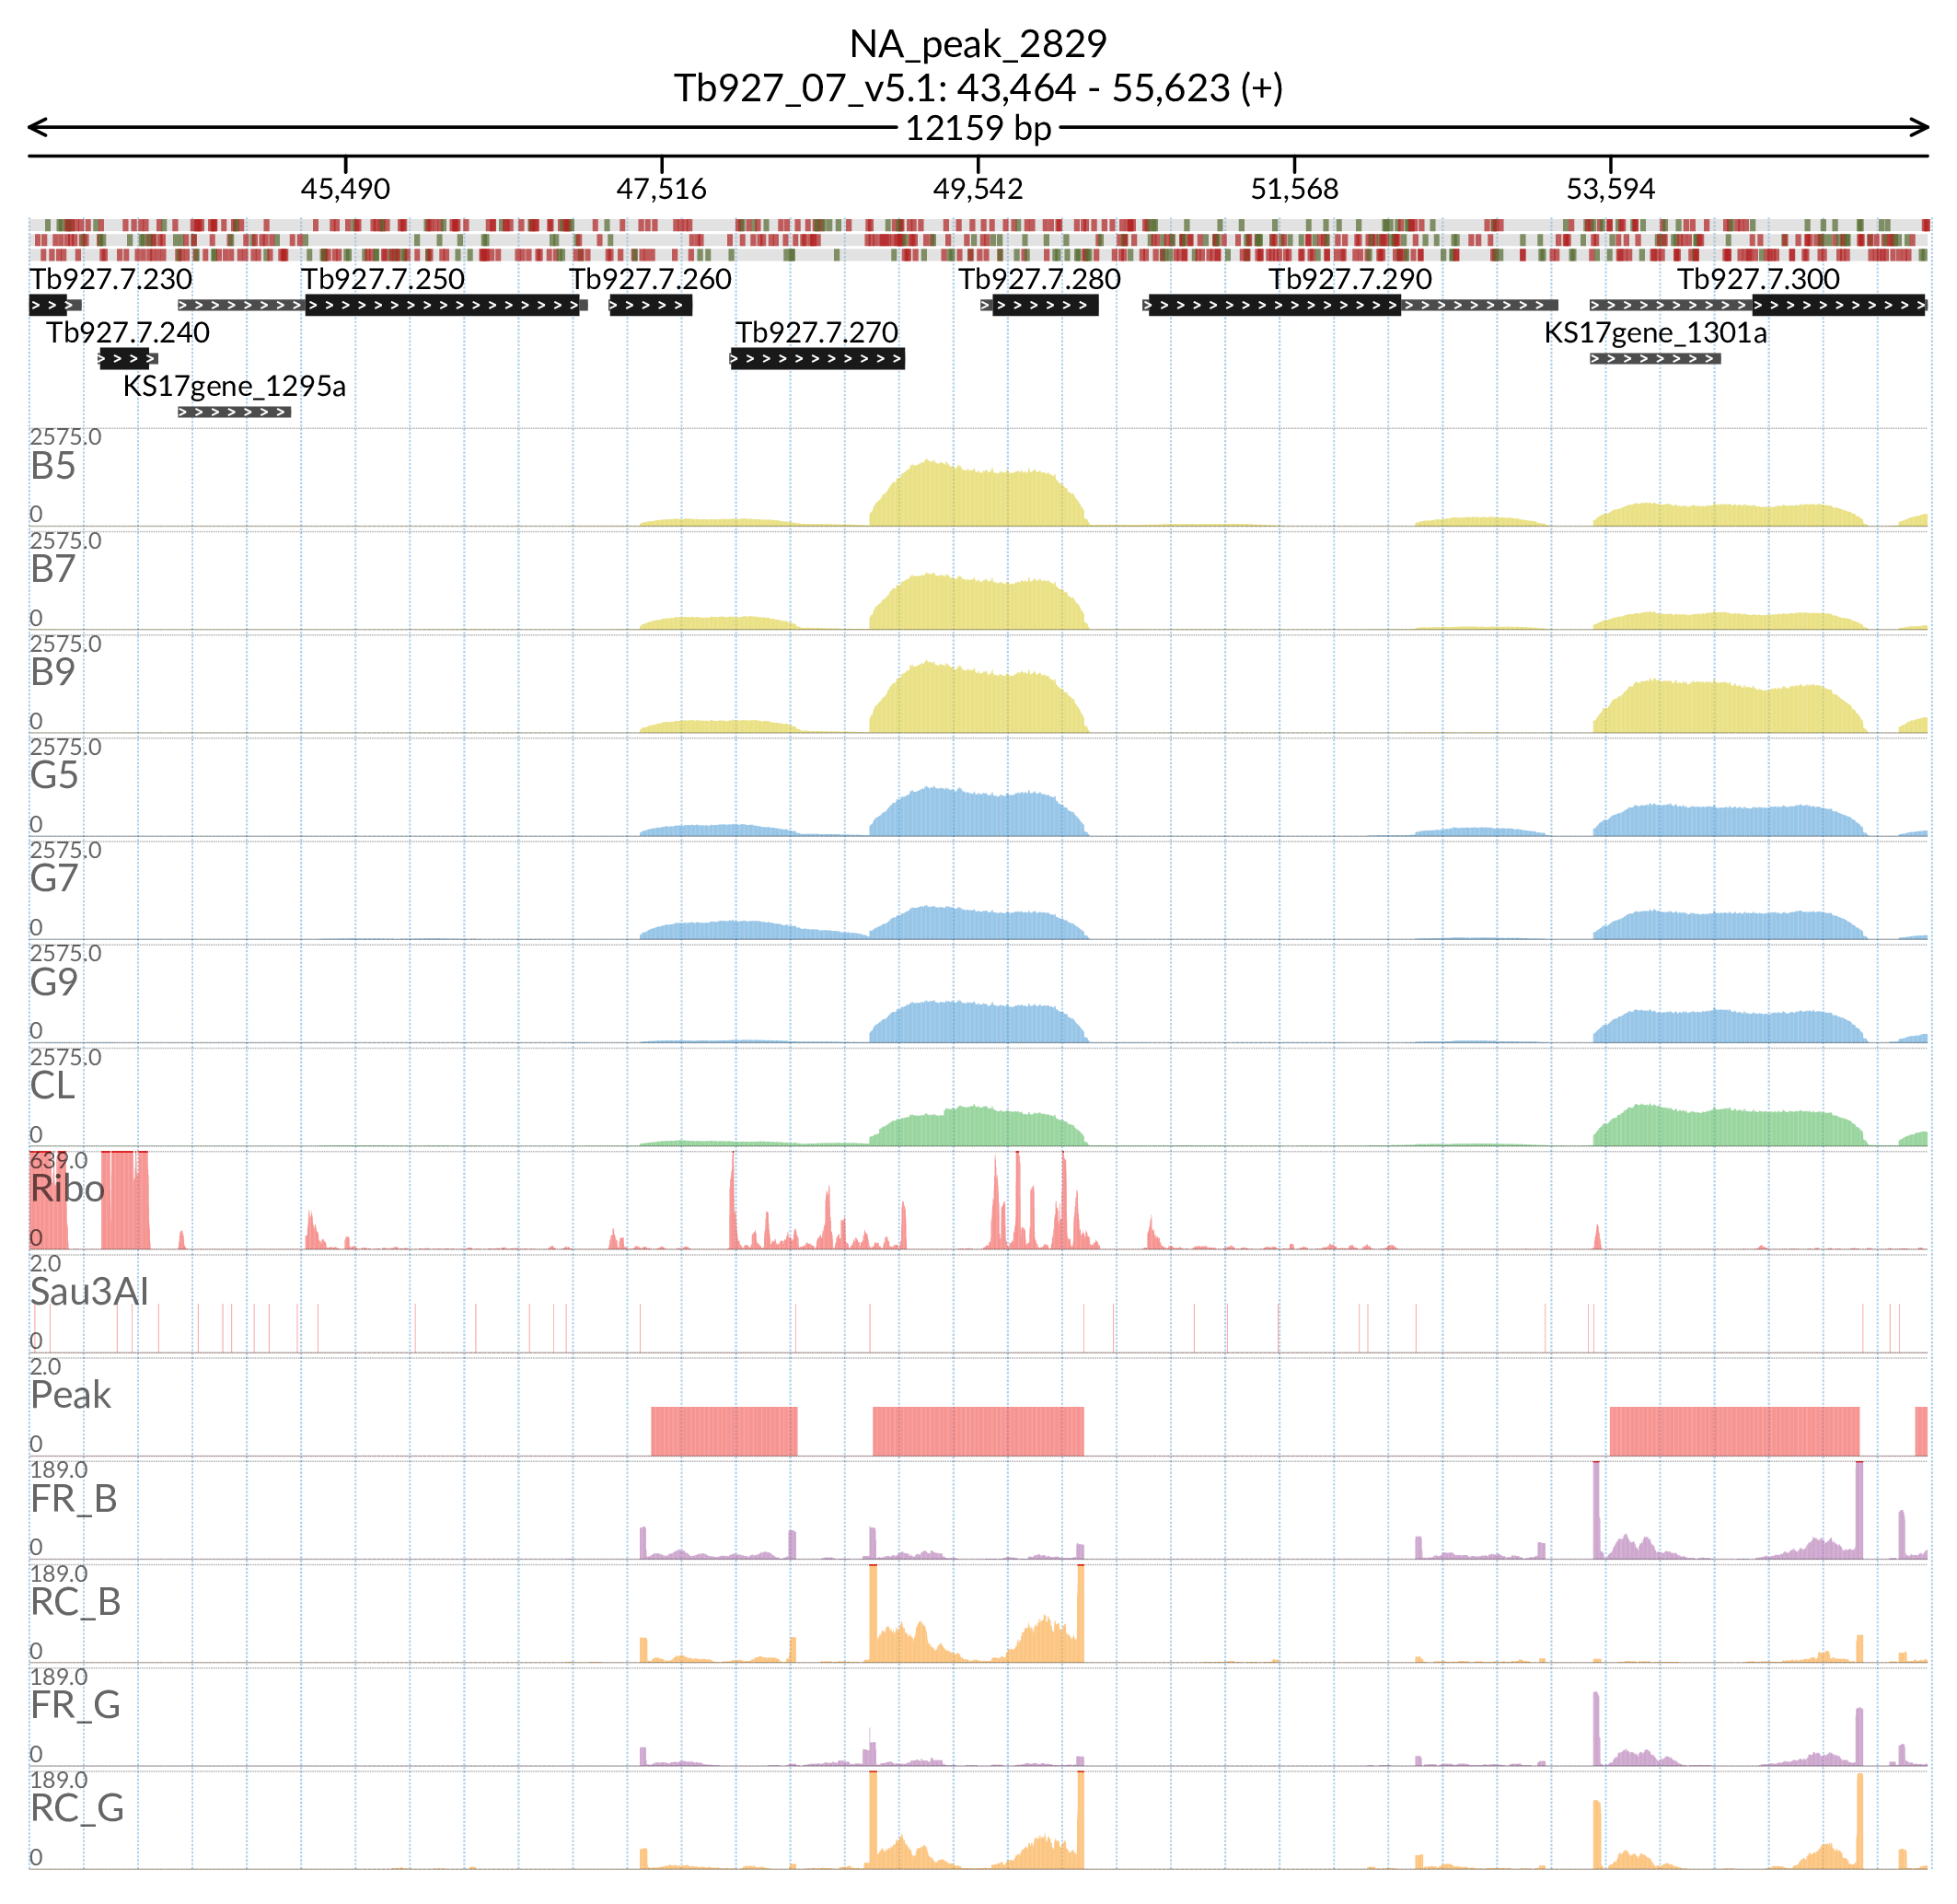 NA_peak_2829
Tb927_07_v5.1: 43,464 - 55,623 (+)
12159 bp
45,490 47,516 49,542 51,568 53,594
Tb927.7.230 Tb927.7.250 Tb927.7.260 Tb927.7.280 Tb927.7.290 Tb927.7.300
Tb927.7.240 Tb927.7.270 KS17gene_1301a
KS17gene_1295a
2575.0
B5
0
2575.0
B7
0
2575.0
B9
0
2575.0
G5
0
2575.0
G7
0
2575.0
G9
0
2575.0
CL
0
639.0
Ribo
0
2.0
Sau3AI
0
2.0
Peak
0
189.0
FR_B
0
189.0
RC_B
0
189.0
FR_G
0
189.0
RC_G
0